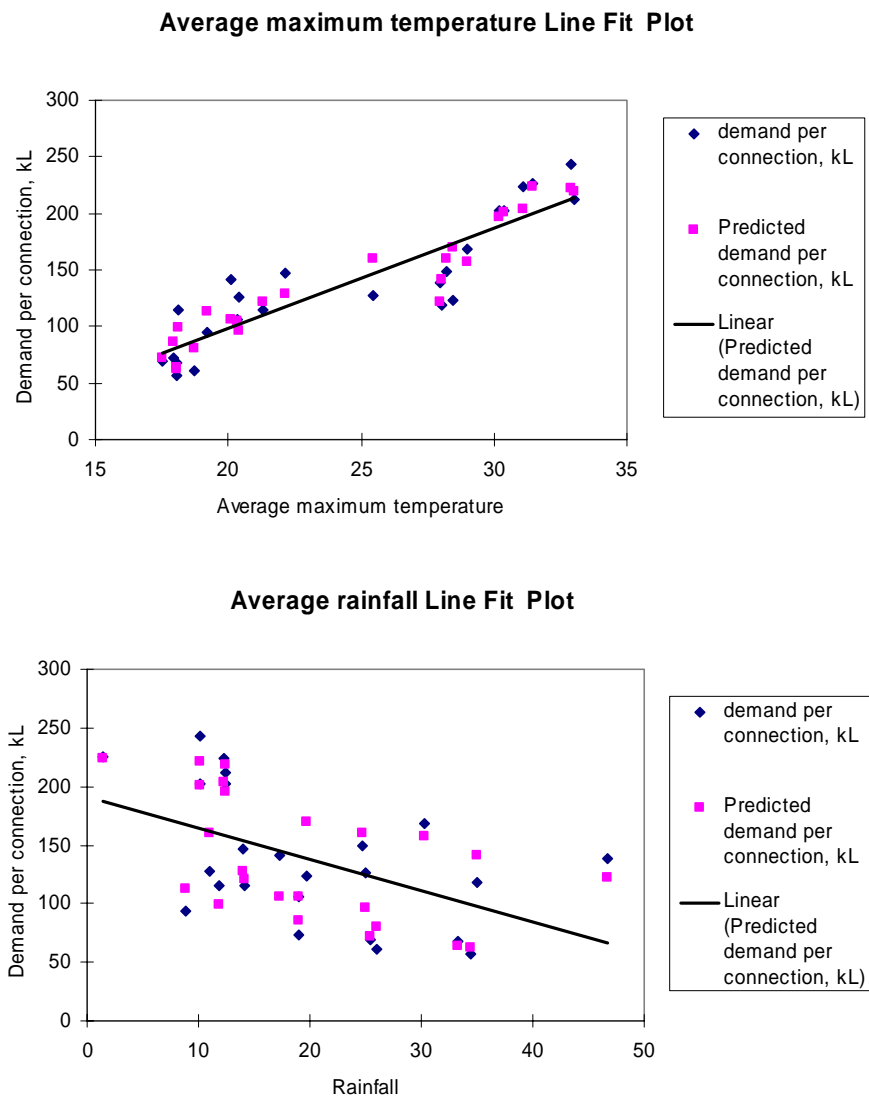 Average maximum temperature Line Fit Plot
300
250
200
150
100
50
0
Demand per connection, kL
15
20
25
30
35
Average maximum temperature
demand per
connection, kL
Predicted
demand per
connection, kL
Linear
(Predicted
demand per
connection, kL)
Average rainfall Line Fit Plot
300
250
200
150
100
50
0
Demand per connection, kL
0
10
20
30
40
50
Rainfall
demand per
connection, kL
Predicted
demand per
connection, kL
Linear
(Predicted
demand per
connection, kL)